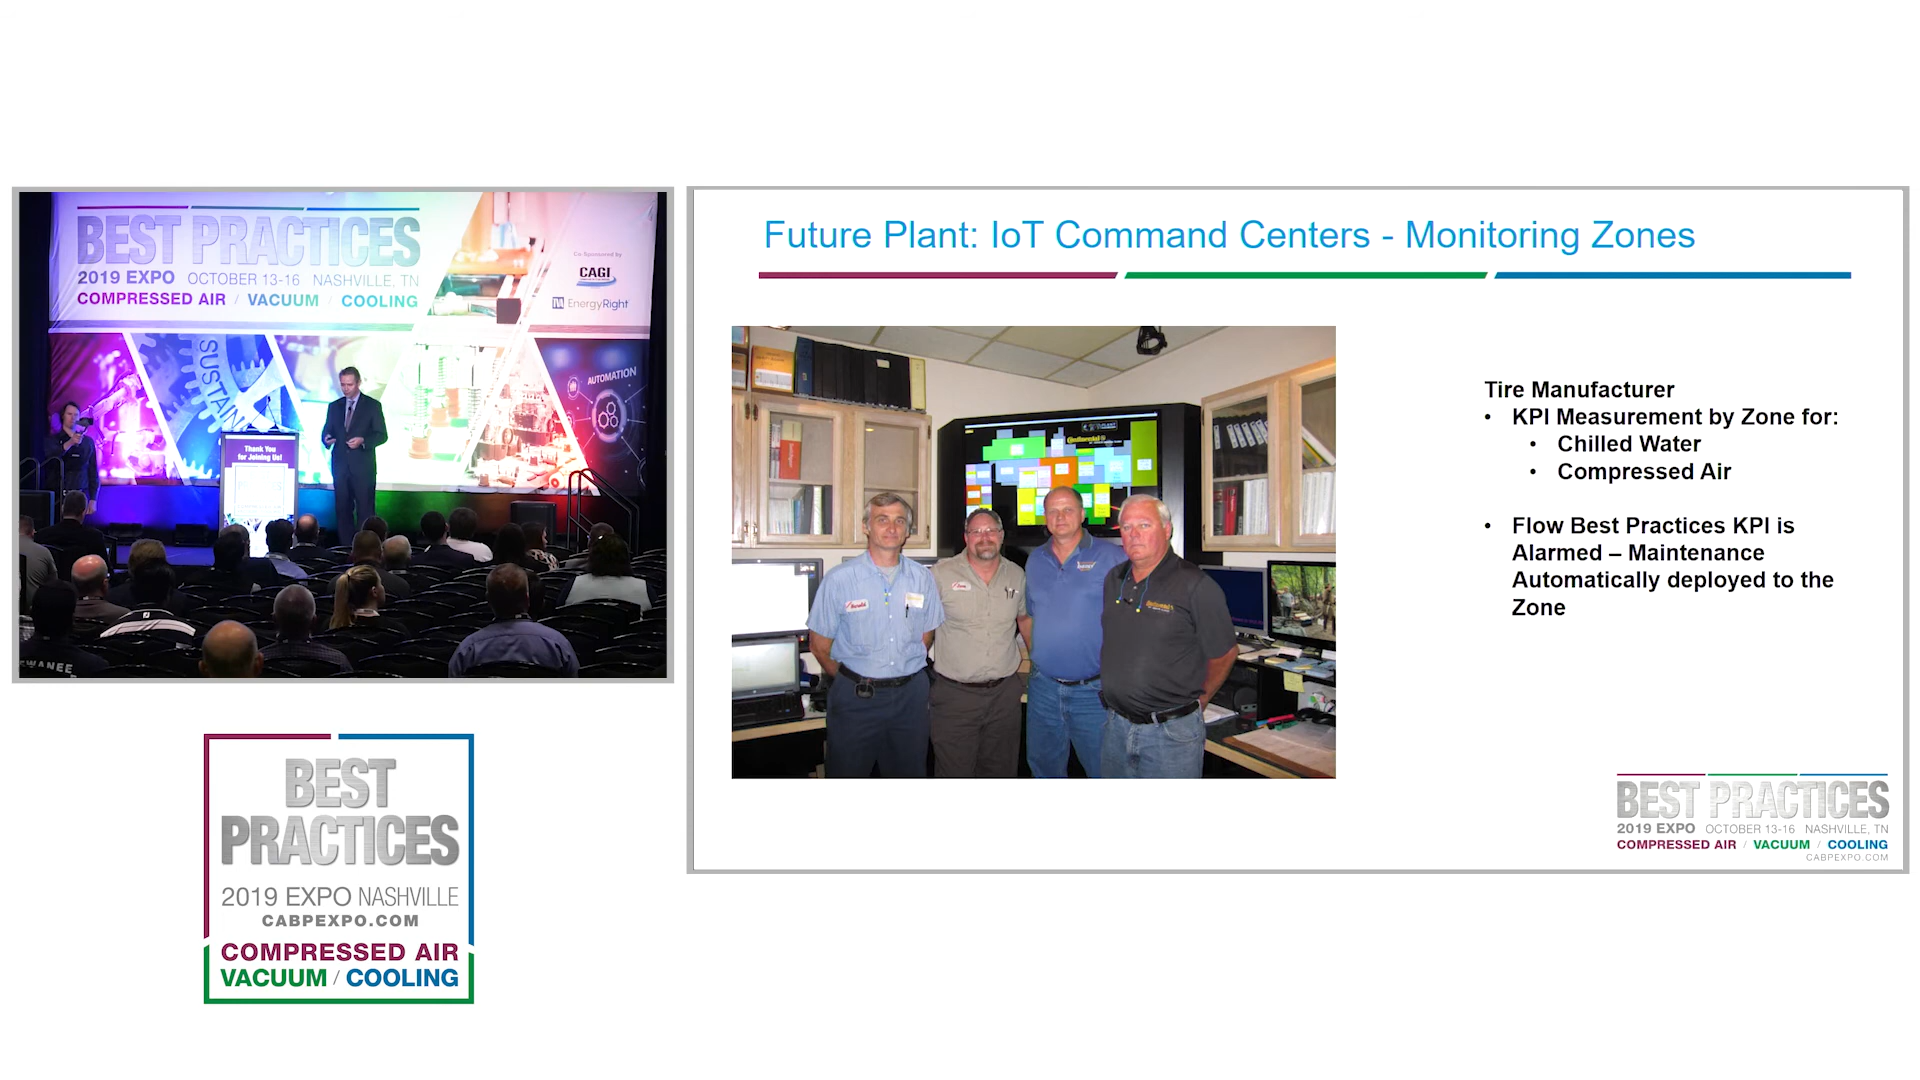 BEST PRACTICES
2019 EXPO OCTOBER 13-16 NASHVILLE, TN
COMPRESSED AIR / VACUUM / COOLING
Co-Sponsored by
CAGI
TVA EnergyRight
SUSTAIN
AUTOMATION
Thank You
for Joining Us!
EWANEE
BEST
PRACTICES
2019 EXPO NASHVILLE
CABPEXPO.COM
COMPRESSED AIR
VACUUM / COOLING
Future Plant: IoT Command Centers - Monitoring Zones
Continental
Tire Manufacturer
• KPI Measurement by Zone for:
• Chilled Water
• Compressed Air
• Flow Best Practices KPI is
Alarmed – Maintenance
Automatically deployed to the
Zone
BEST PRACTICES
2019 EXPO OCTOBER 13-16 NASHVILLE, TN
COMPRESSED AIR / VACUUM / COOLING
CABPEXPO.COM